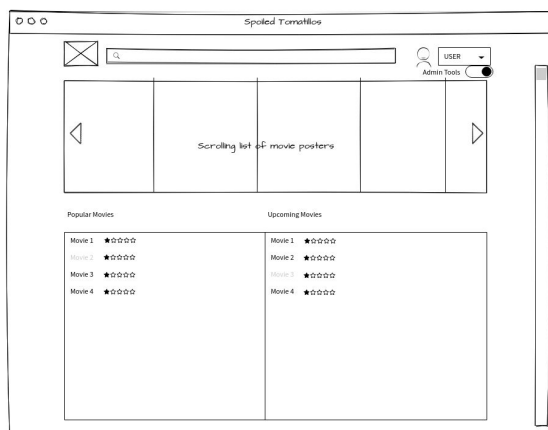 Spoiled Tomatillos
USER
Admin Tools
Scrolling list of movie posters
Popular Movies
Upcoming Movies
Movie 1
Movie 2
Movie 3
Movie 4
Movie 1
Movie 2
Movie 3
Movie 4